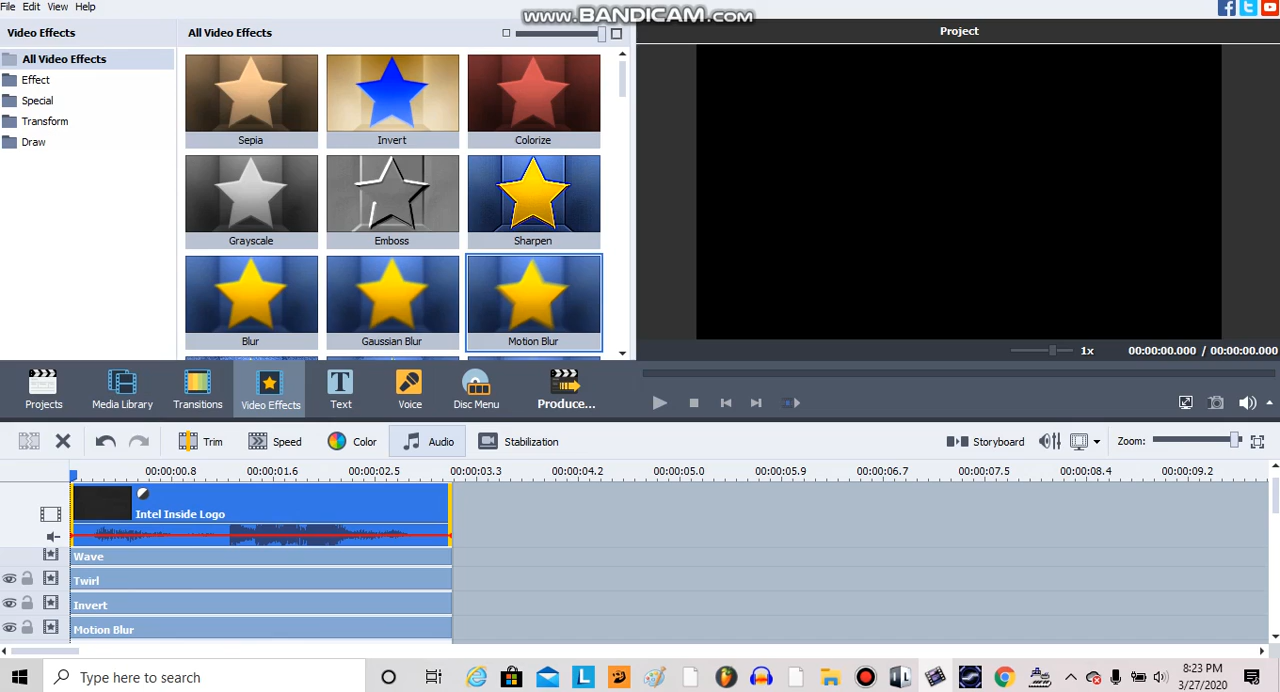 File Edit View Help
www.BANDICAM.com
Video Effects
All Video Effects
Project
All Video Effects
Effect
Special
Transform
Draw
Sepia Invert Colorize
Grayscale Emboss Sharpen
Blur Gaussian Blur Motion Blur
1x 00:00:00.000 / 00:00:00.000
Projects Media Library Transitions Video Effects Text Voice Disc Menu Produce...
Trim Speed Color Audio Stabilization Storyboard Zoom:
00:00:00.8 00:00:01.6 00:00:02.5 00:00:03.3 00:00:04.2 00:00:05.0 00:00:05.9 00:00:06.7 00:00:07.5 00:00:08.4 00:00:09.2
Intel Inside Logo
Wave
Twirl
Invert
Motion Blur
Type here to search
8:23 PM
3/27/2020